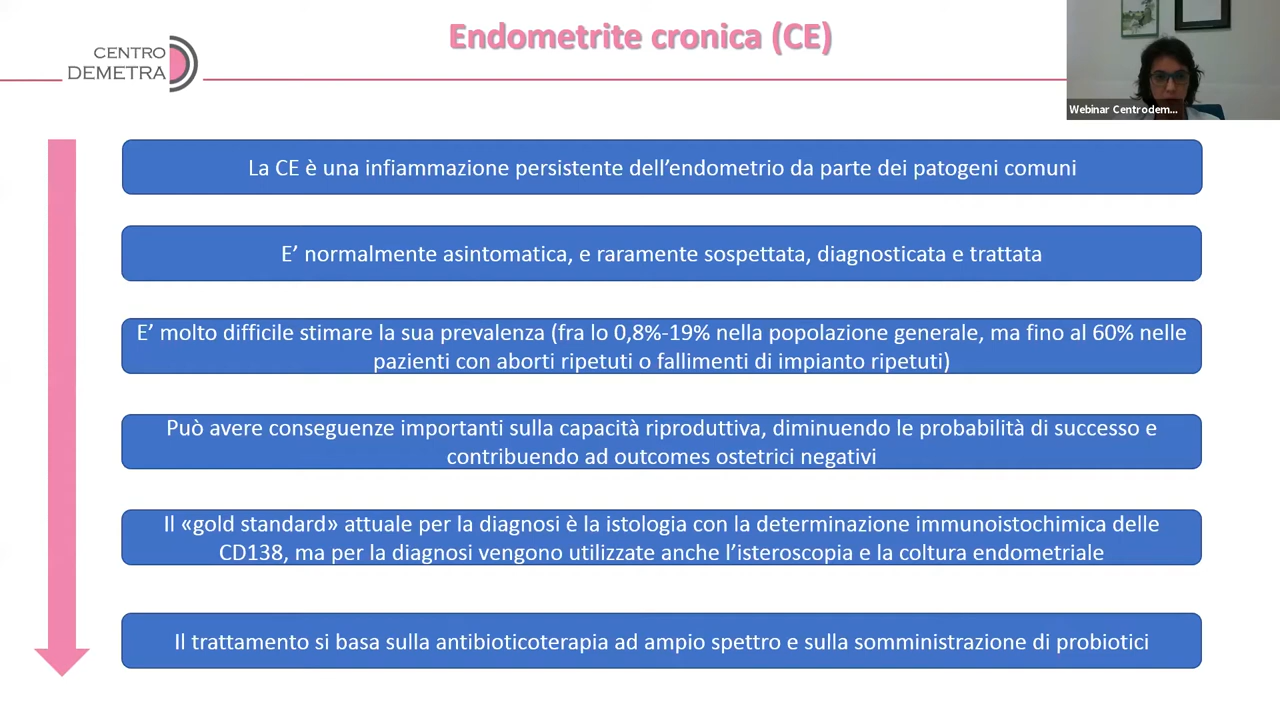 Endometrite cronica (CE)
CENTRO
DEMETRA
Webinar Centrodem...
La CE è una infiammazione persistente dell'endometrio da parte dei patogeni comuni
E' normalmente asintomatica, e raramente sospettata, diagnosticata e trattata
E' molto difficile stimare la sua prevalenza (fra lo 0,8%-19% nella popolazione generale, ma fino al 60% nelle
pazienti con aborti ripetuti o fallimenti di impianto ripetuti)
Può avere conseguenze importanti sulla capacità riproduttiva, diminuendo le probabilità di successo e
contribuendo ad outcomes ostetrici negativi
Il «gold standard» attuale per la diagnosi è la istologia con la determinazione immunoistochimica delle
CD138, ma per la diagnosi vengono utilizzate anche l'isteroscopia e la coltura endometriale
Il trattamento si basa sulla antibioticoterapia ad ampio spettro e sulla somministrazione di probiotici